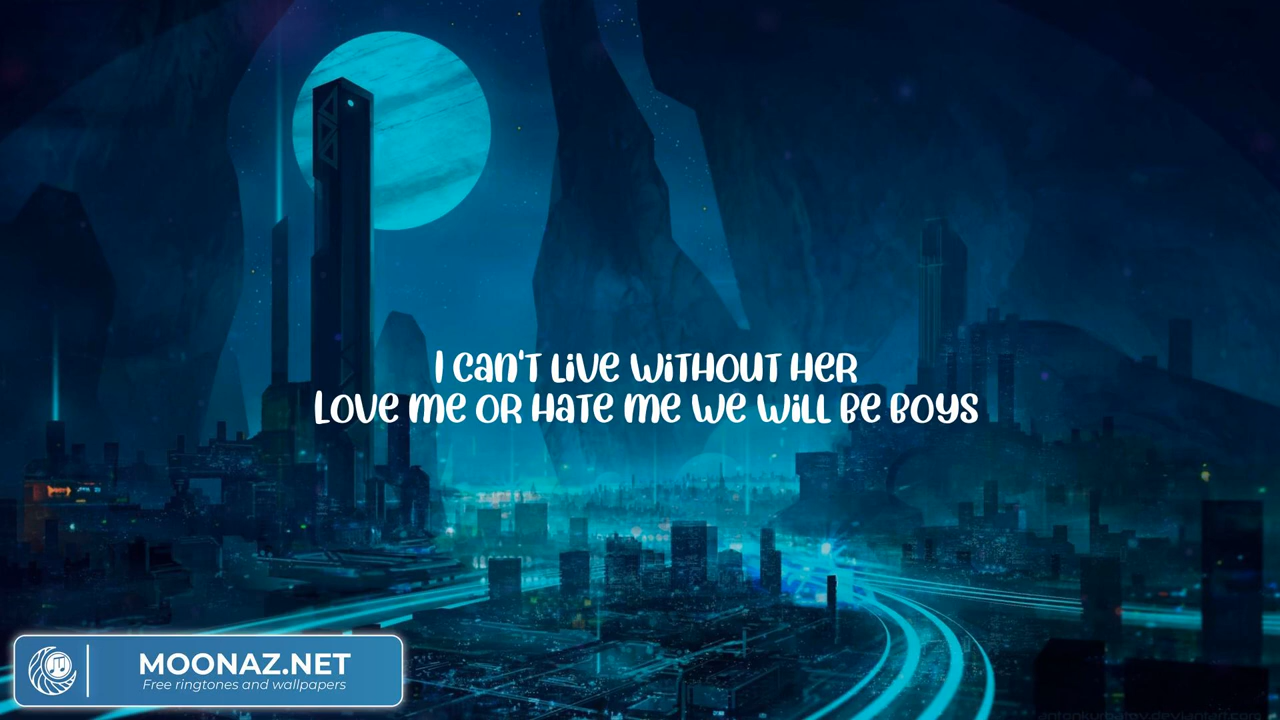 I can't live without her
Love me or hate me we will be boys
MOONAZ.NET
Free ringtones and wallpapers